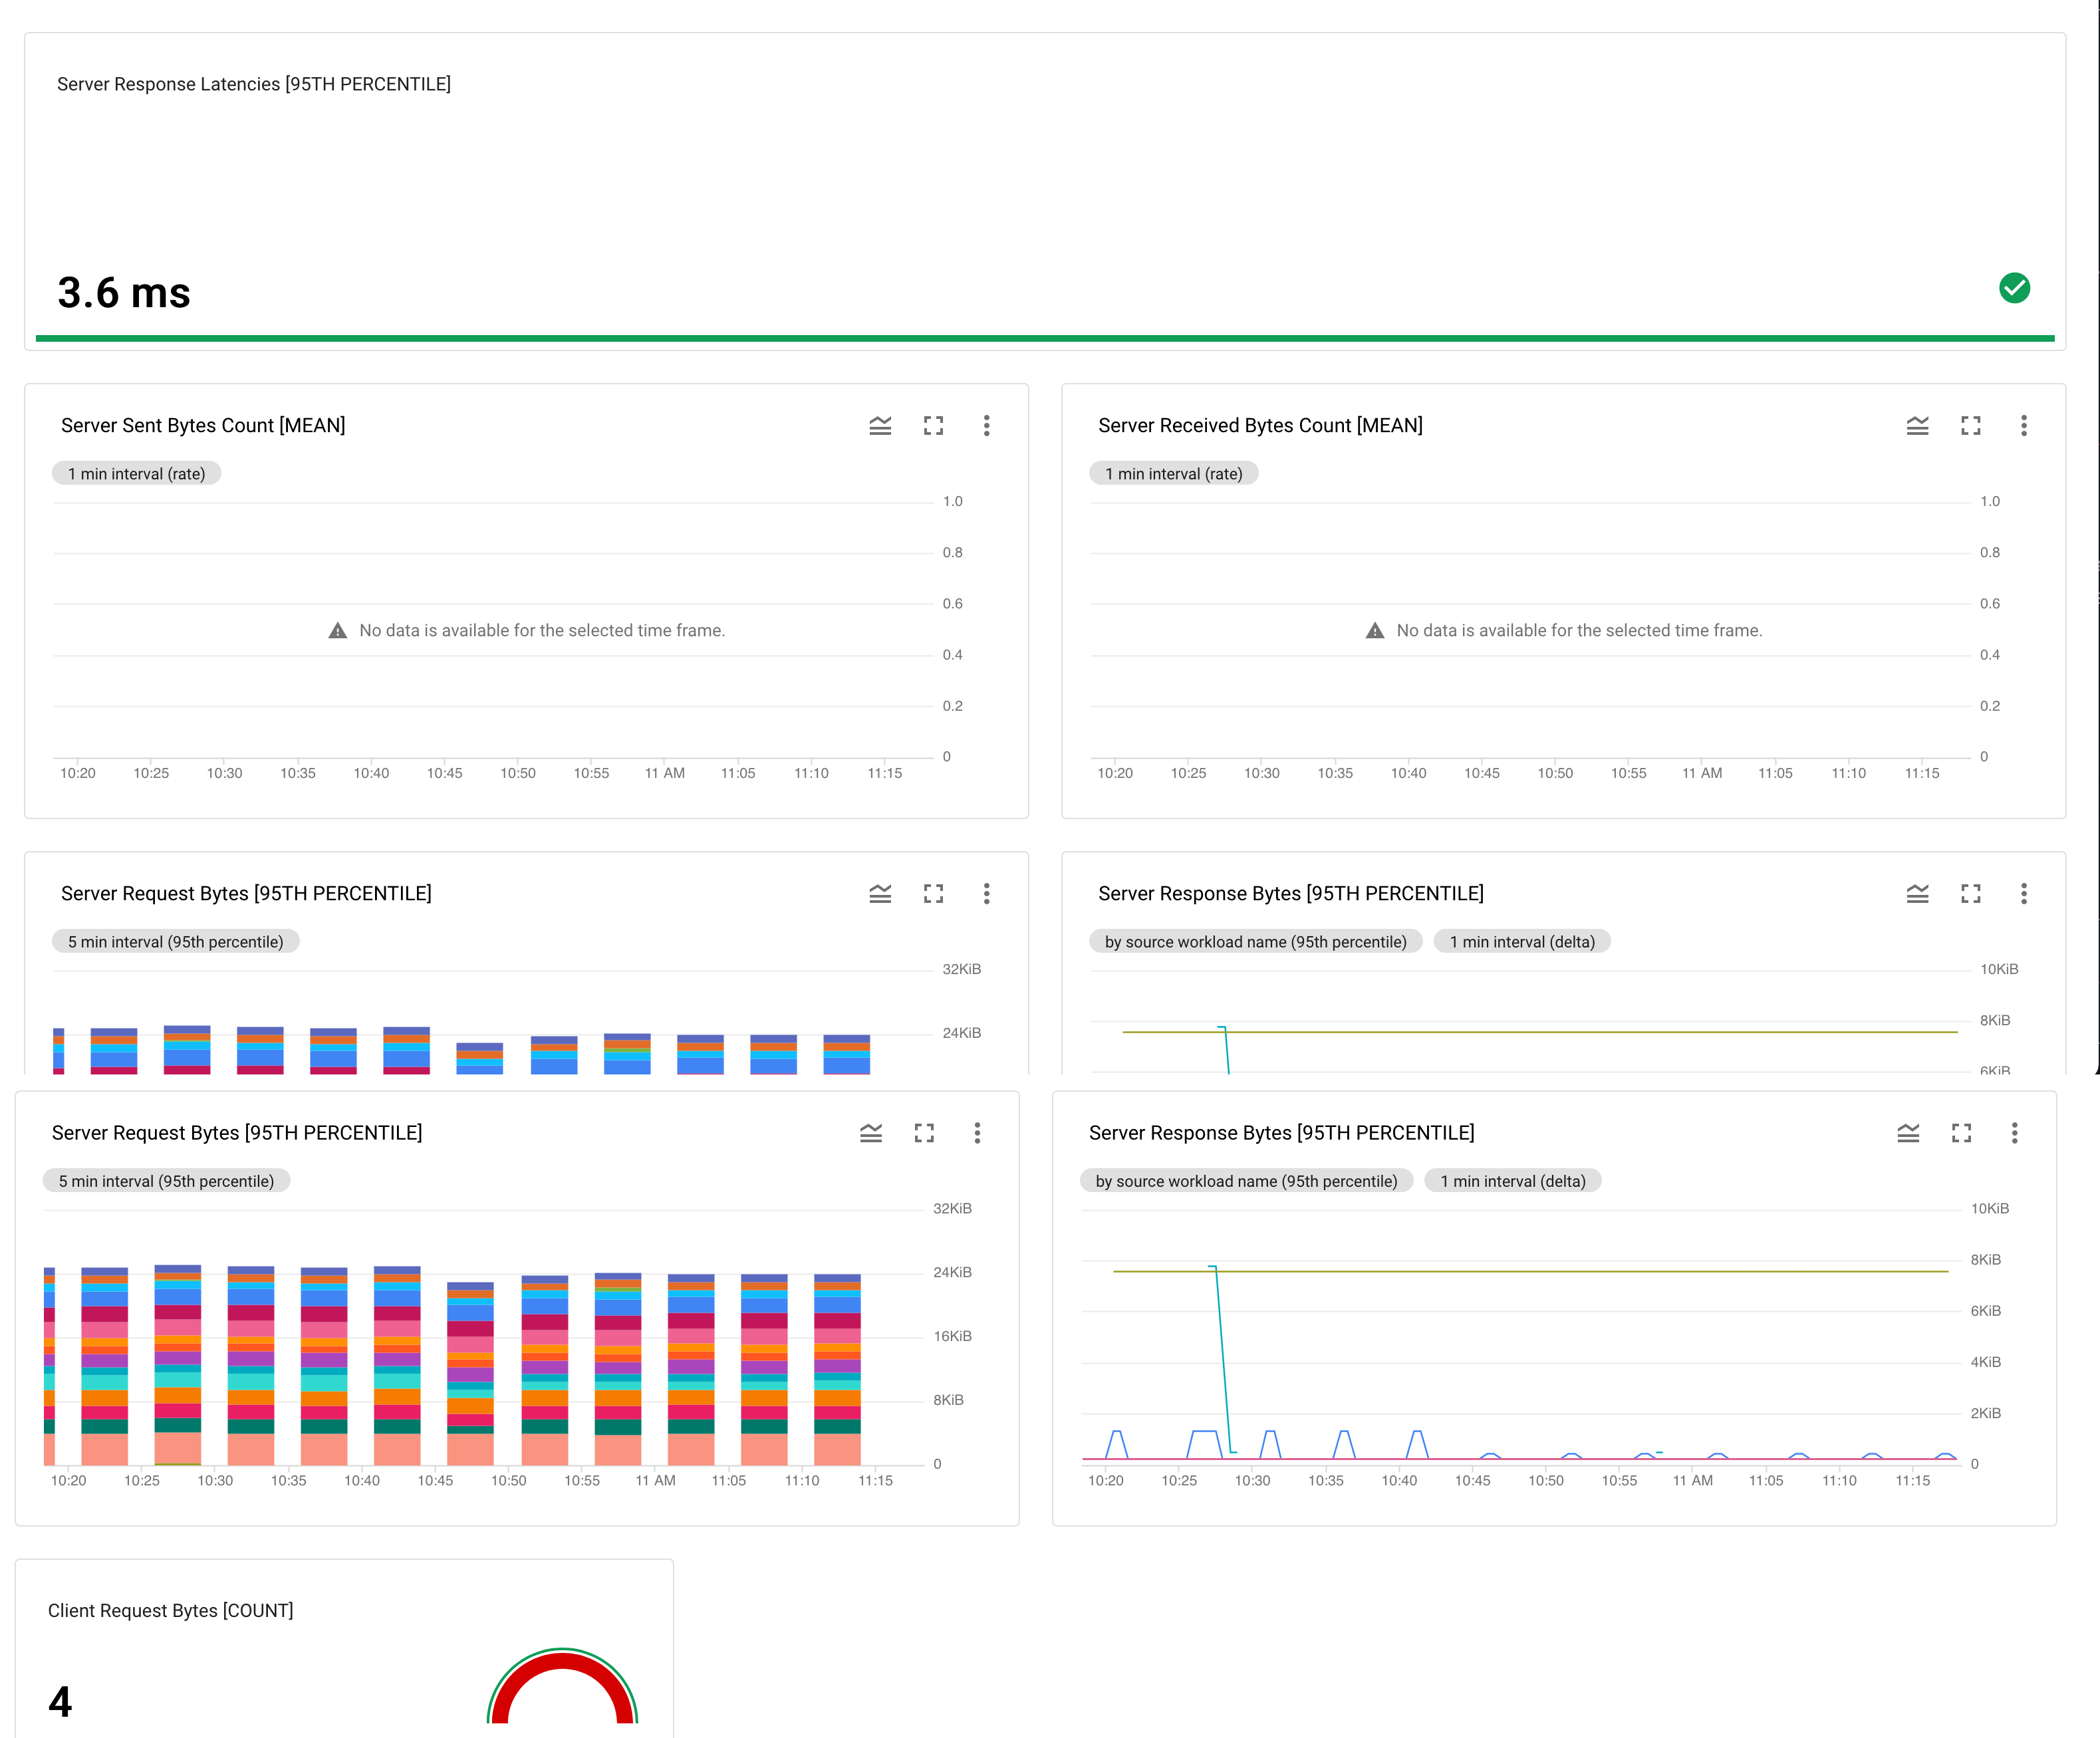 Server Response Latencies [95TH PERCENTILE]
3.6 ms
Server Sent Bytes Count [MEAN]
1 min interval (rate)
1.0
0.8
0.6
No data is available for the selected time frame.
0.4
0.2
0
10:20 10:25 10:30 10:35 10:40 10:45 10:50 10:55 11 AM 11:05 11:10 11:15
Server Received Bytes Count [MEAN]
1 min interval (rate)
1.0
0.8
0.6
No data is available for the selected time frame.
0.4
0.2
0
10:20 10:25 10:30 10:35 10:40 10:45 10:50 10:55 11 AM 11:05 11:10 11:15
Server Request Bytes [95TH PERCENTILE]
5 min interval (95th percentile)
32KiB
24KiB
Server Response Bytes [95TH PERCENTILE]
by source workload name (95th percentile) 1 min interval (delta)
10KiB
8KiB
6KiB
Server Request Bytes [95TH PERCENTILE]
5 min interval (95th percentile)
32KiB
24KiB
16KiB
8KiB
0
10:20 10:25 10:30 10:35 10:40 10:45 10:50 10:55 11 AM 11:05 11:10 11:15
Server Response Bytes [95TH PERCENTILE]
by source workload name (95th percentile) 1 min interval (delta)
10KiB
8KiB
6KiB
4KiB
2KiB
0
10:20 10:25 10:30 10:35 10:40 10:45 10:50 10:55 11 AM 11:05 11:10 11:15
Client Request Bytes [COUNT]
4